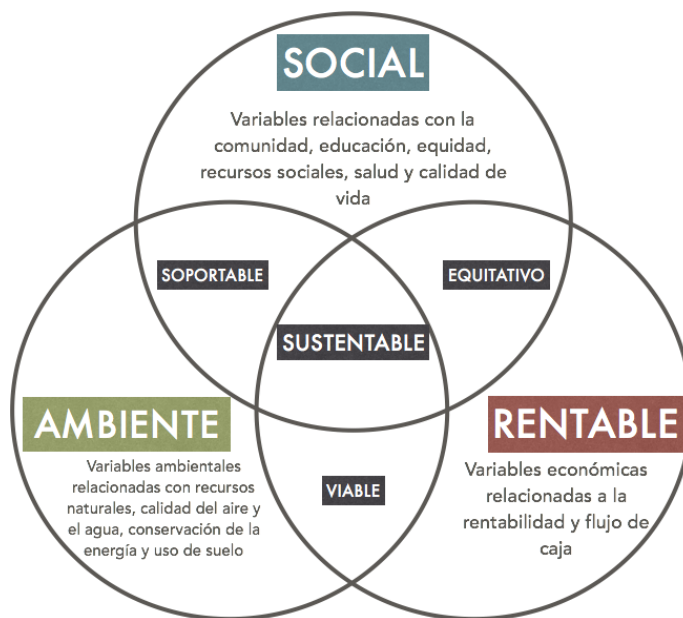 SOCIAL
Variables relacionadas con la
comunidad, educación, equidad,
recursos sociales, salud y calidad de
vida
SOPORTABLE
EQUITATIVO
SUSTENTABLE
AMBIENTE
Variables ambientales
relacionadas con recursos
naturales, calidad del aire y
el agua, conservación de la
energía y uso de suelo
RENTABLE
Variables económicas
relacionadas a la
rentabilidad y flujo de
caja
VIABLE